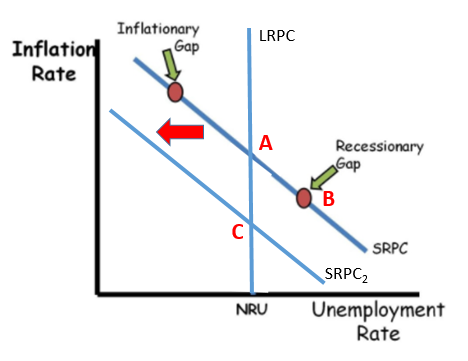 Inflationary
Gap
LRPC
Inflation
Rate
A
Recessionary
Gap
B
C
SRPC
SRPC2
NRU
Unemployment
Rate